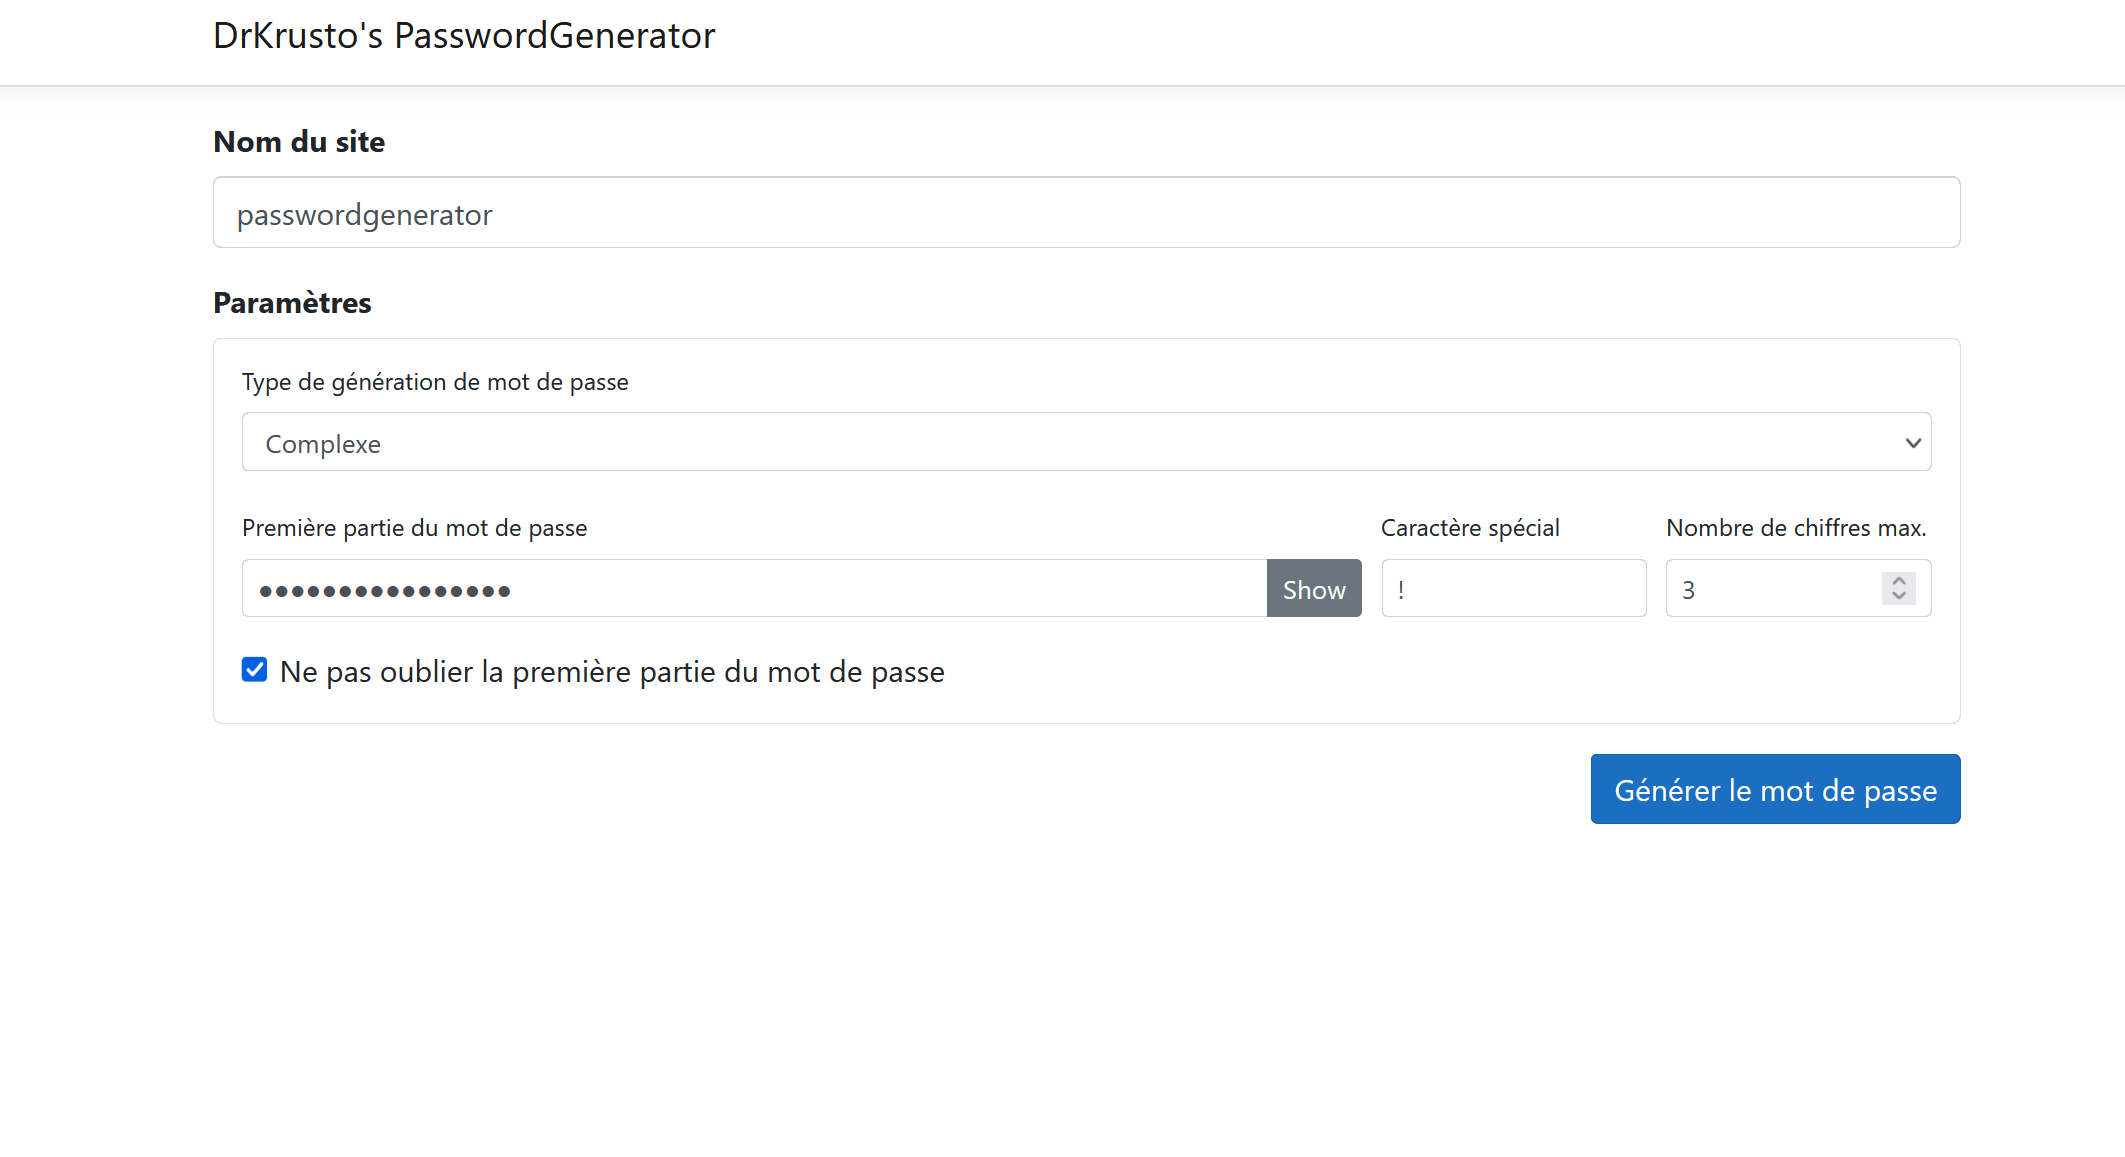 DrKrusto's PasswordGenerator
Nom du site
passwordgenerator
Paramètres
Type de génération de mot de passe
Complexe
Première partie du mot de passe
Caractère spécial
Nombre de chiffres max.
●●●●●●●●●●●●●●●●
Show
!
3
Ne pas oublier la première partie du mot de passe
Générer le mot de passe